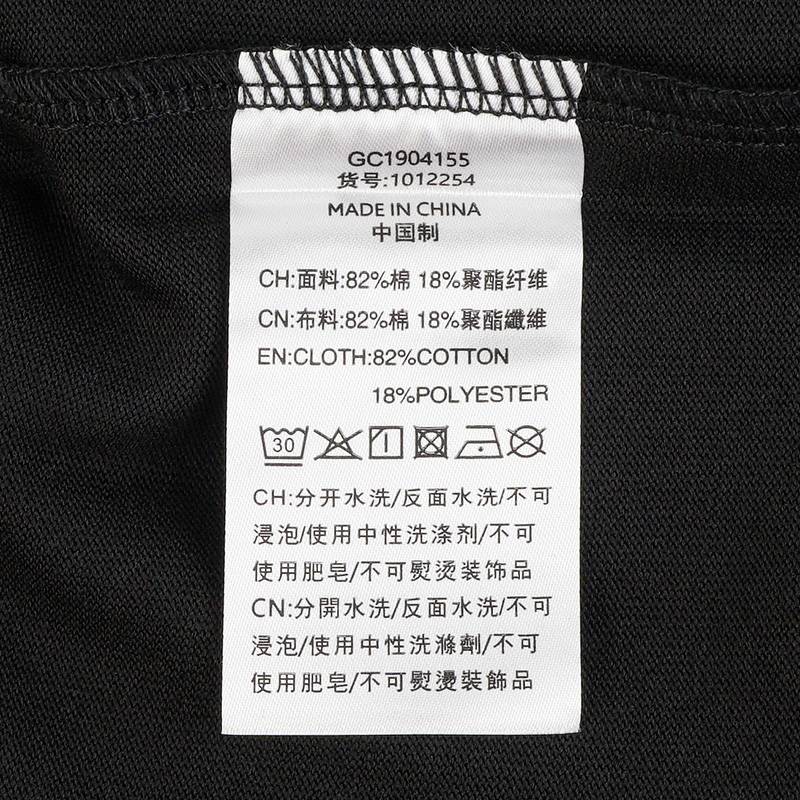 GC1904155
货号:1012254
MADE IN CHINA
中国制
CH:面料:82%棉 18%聚酯纤维
CN:布料:82%棉 18%聚酯纖維
EN:CLOTH:82%COTTON
18%POLYESTER
30
CH:分开水洗/反面水洗/不可
浸泡/使用中性洗涤剂/不可
使用肥皂/不可熨烫装饰品
CN:分開水洗/反面水洗/不可
浸泡/使用中性洗滌劑/不可
使用肥皂/不可熨燙裝飾品